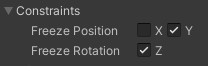 Constraints
Freeze Position X Y
Freeze Rotation Z